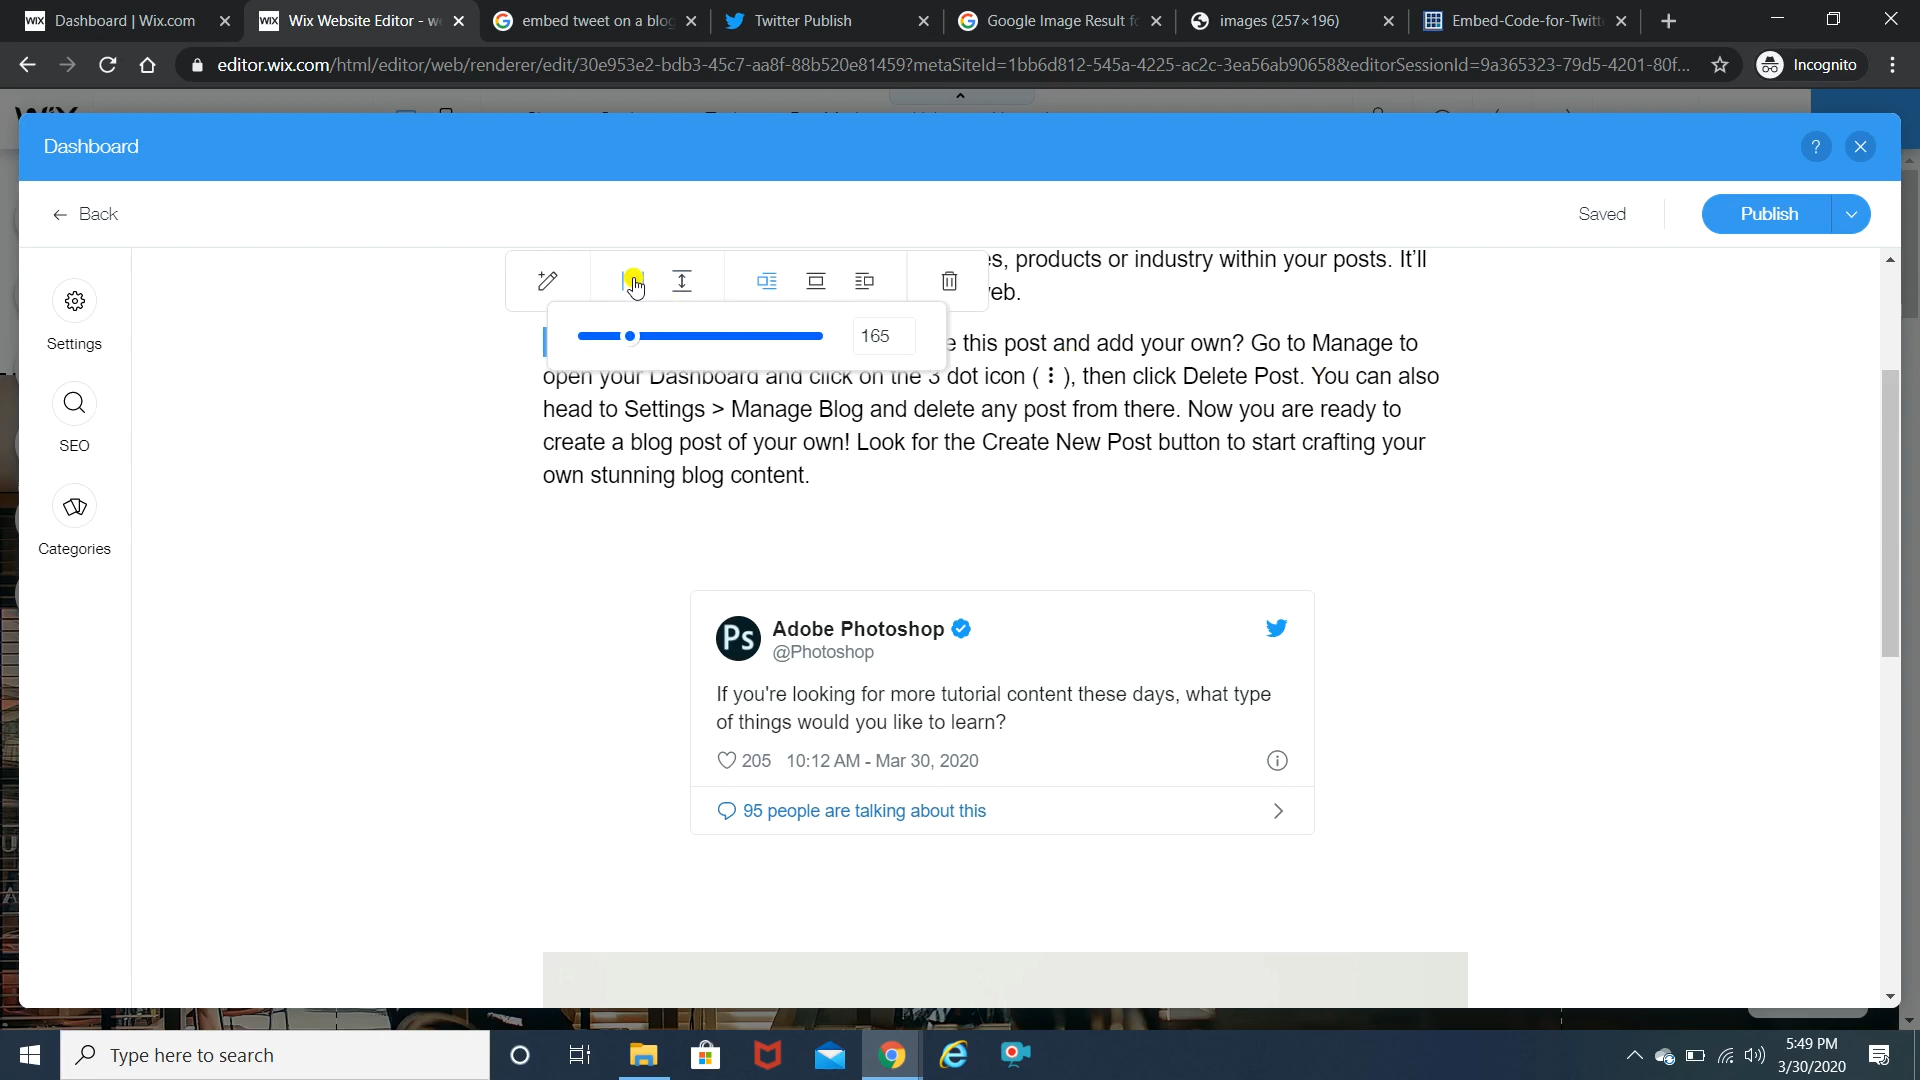 WIX Dashboard | Wix.com
WIX Wix Website Editor - we
embed tweet on a blog
Twitter Publish
Google Image Result fo
images (257×196)
Embed-Code-for-Twitt
editor.wix.com/html/editor/web/renderer/edit/30e953e2-bdb3-45c7-aa8f-88b520e81459?metaSiteId=1bb6d812-545a-4225-ac2c-3ea56ab90658&editorSessionId=9a365323-79d5-4201-80f...
Incognito
Dashboard
?
Back
Saved
Publish
Settings
SEO
Categories
165
s, products or industry within your posts. It'll
eb.
this post and add your own? Go to Manage to
open your Dashboard and click on the 3 dot icon ( ⋮ ), then click Delete Post. You can also
head to Settings > Manage Blog and delete any post from there. Now you are ready to
create a blog post of your own! Look for the Create New Post button to start crafting your
own stunning blog content.
Ps
Adobe Photoshop
@Photoshop
If you're looking for more tutorial content these days, what type
of things would you like to learn?
205 10:12 AM - Mar 30, 2020
95 people are talking about this
Type here to search
5:49 PM
3/30/2020